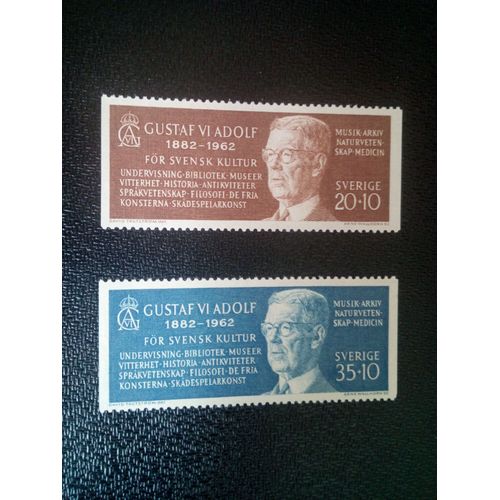 GUSTAF VI ADOLF
1882-1962
FÖR SVENSK KULTUR
UNDERVISNING·BIBLIOTEK·MUSEER
VITTERHET·HISTORIA·ANTIKVITETER
SPRÅKVETENSKAP·FILOSOFI·DE FRIA
KONSTERNA·SKÅDESPELARKONST
MUSIK·ARKIV
NATURVETEN-
SKAP·MEDICIN
SVERIGE
20+10
GUSTAF VI ADOLF
1882-1962
FÖR SVENSK KULTUR
UNDERVISNING·BIBLIOTEK·MUSEER
VITTERHET·HISTORIA·ANTIKVITETER
SPRÅKVETENSKAP·FILOSOFI·DE FRIA
KONSTERNA·SKÅDESPELARKONST
MUSIK·ARKIV
NATURVETEN-
SKAP·MEDICIN
SVERIGE
35+10